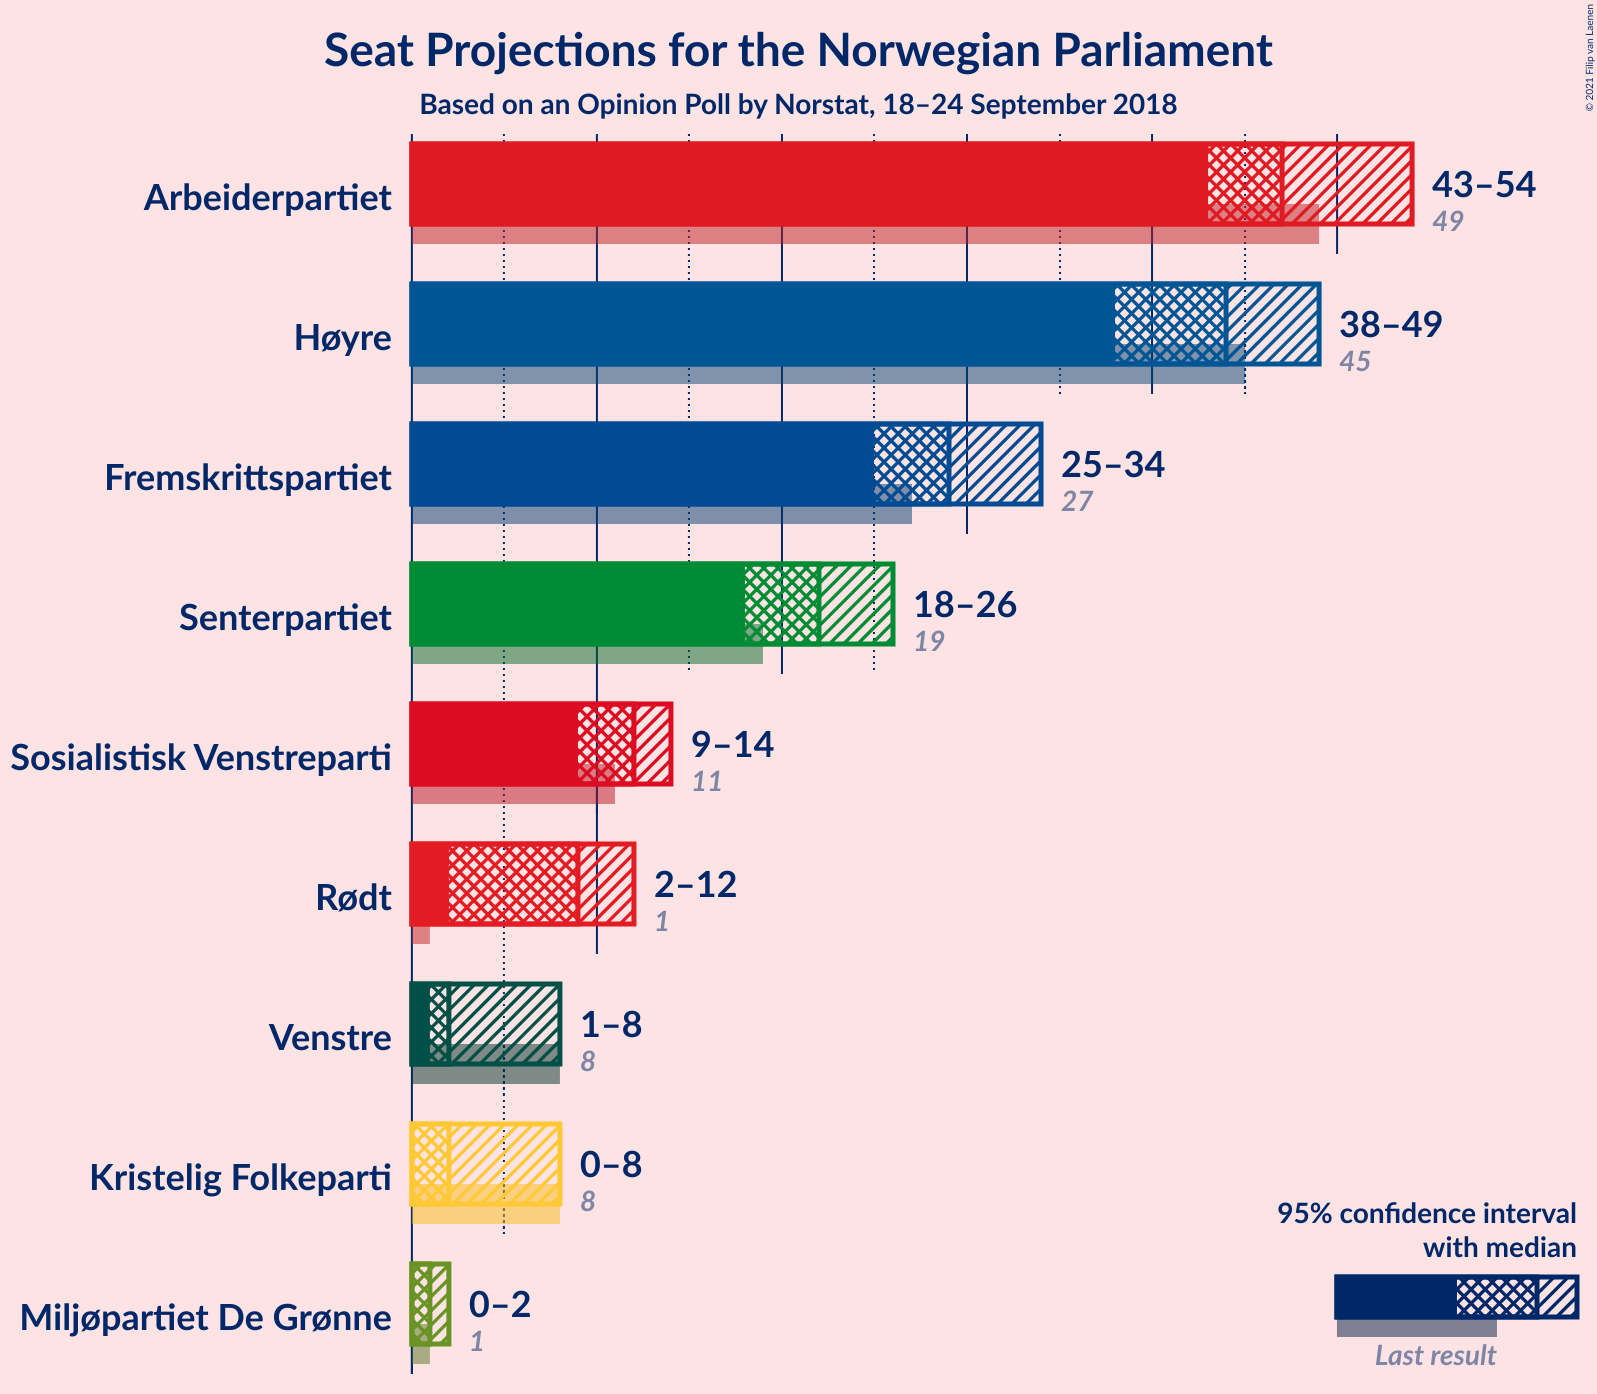 Seat Projections for the Norwegian Parliament
Based on an Opinion Poll by Norstat, 18–24 September 2018
© 2021 Filip van Laenen
Arbeiderpartiet
43–54
49
Høyre
38–49
45
Fremskrittspartiet
25–34
27
Senterpartiet
18–26
19
Sosialistisk Venstreparti
9–14
11
Rødt
2–12
1
Venstre
1–8
8
Kristelig Folkeparti
0–8
8
Miljøpartiet De Grønne
0–2
1
95% confidence interval
with median
Last result